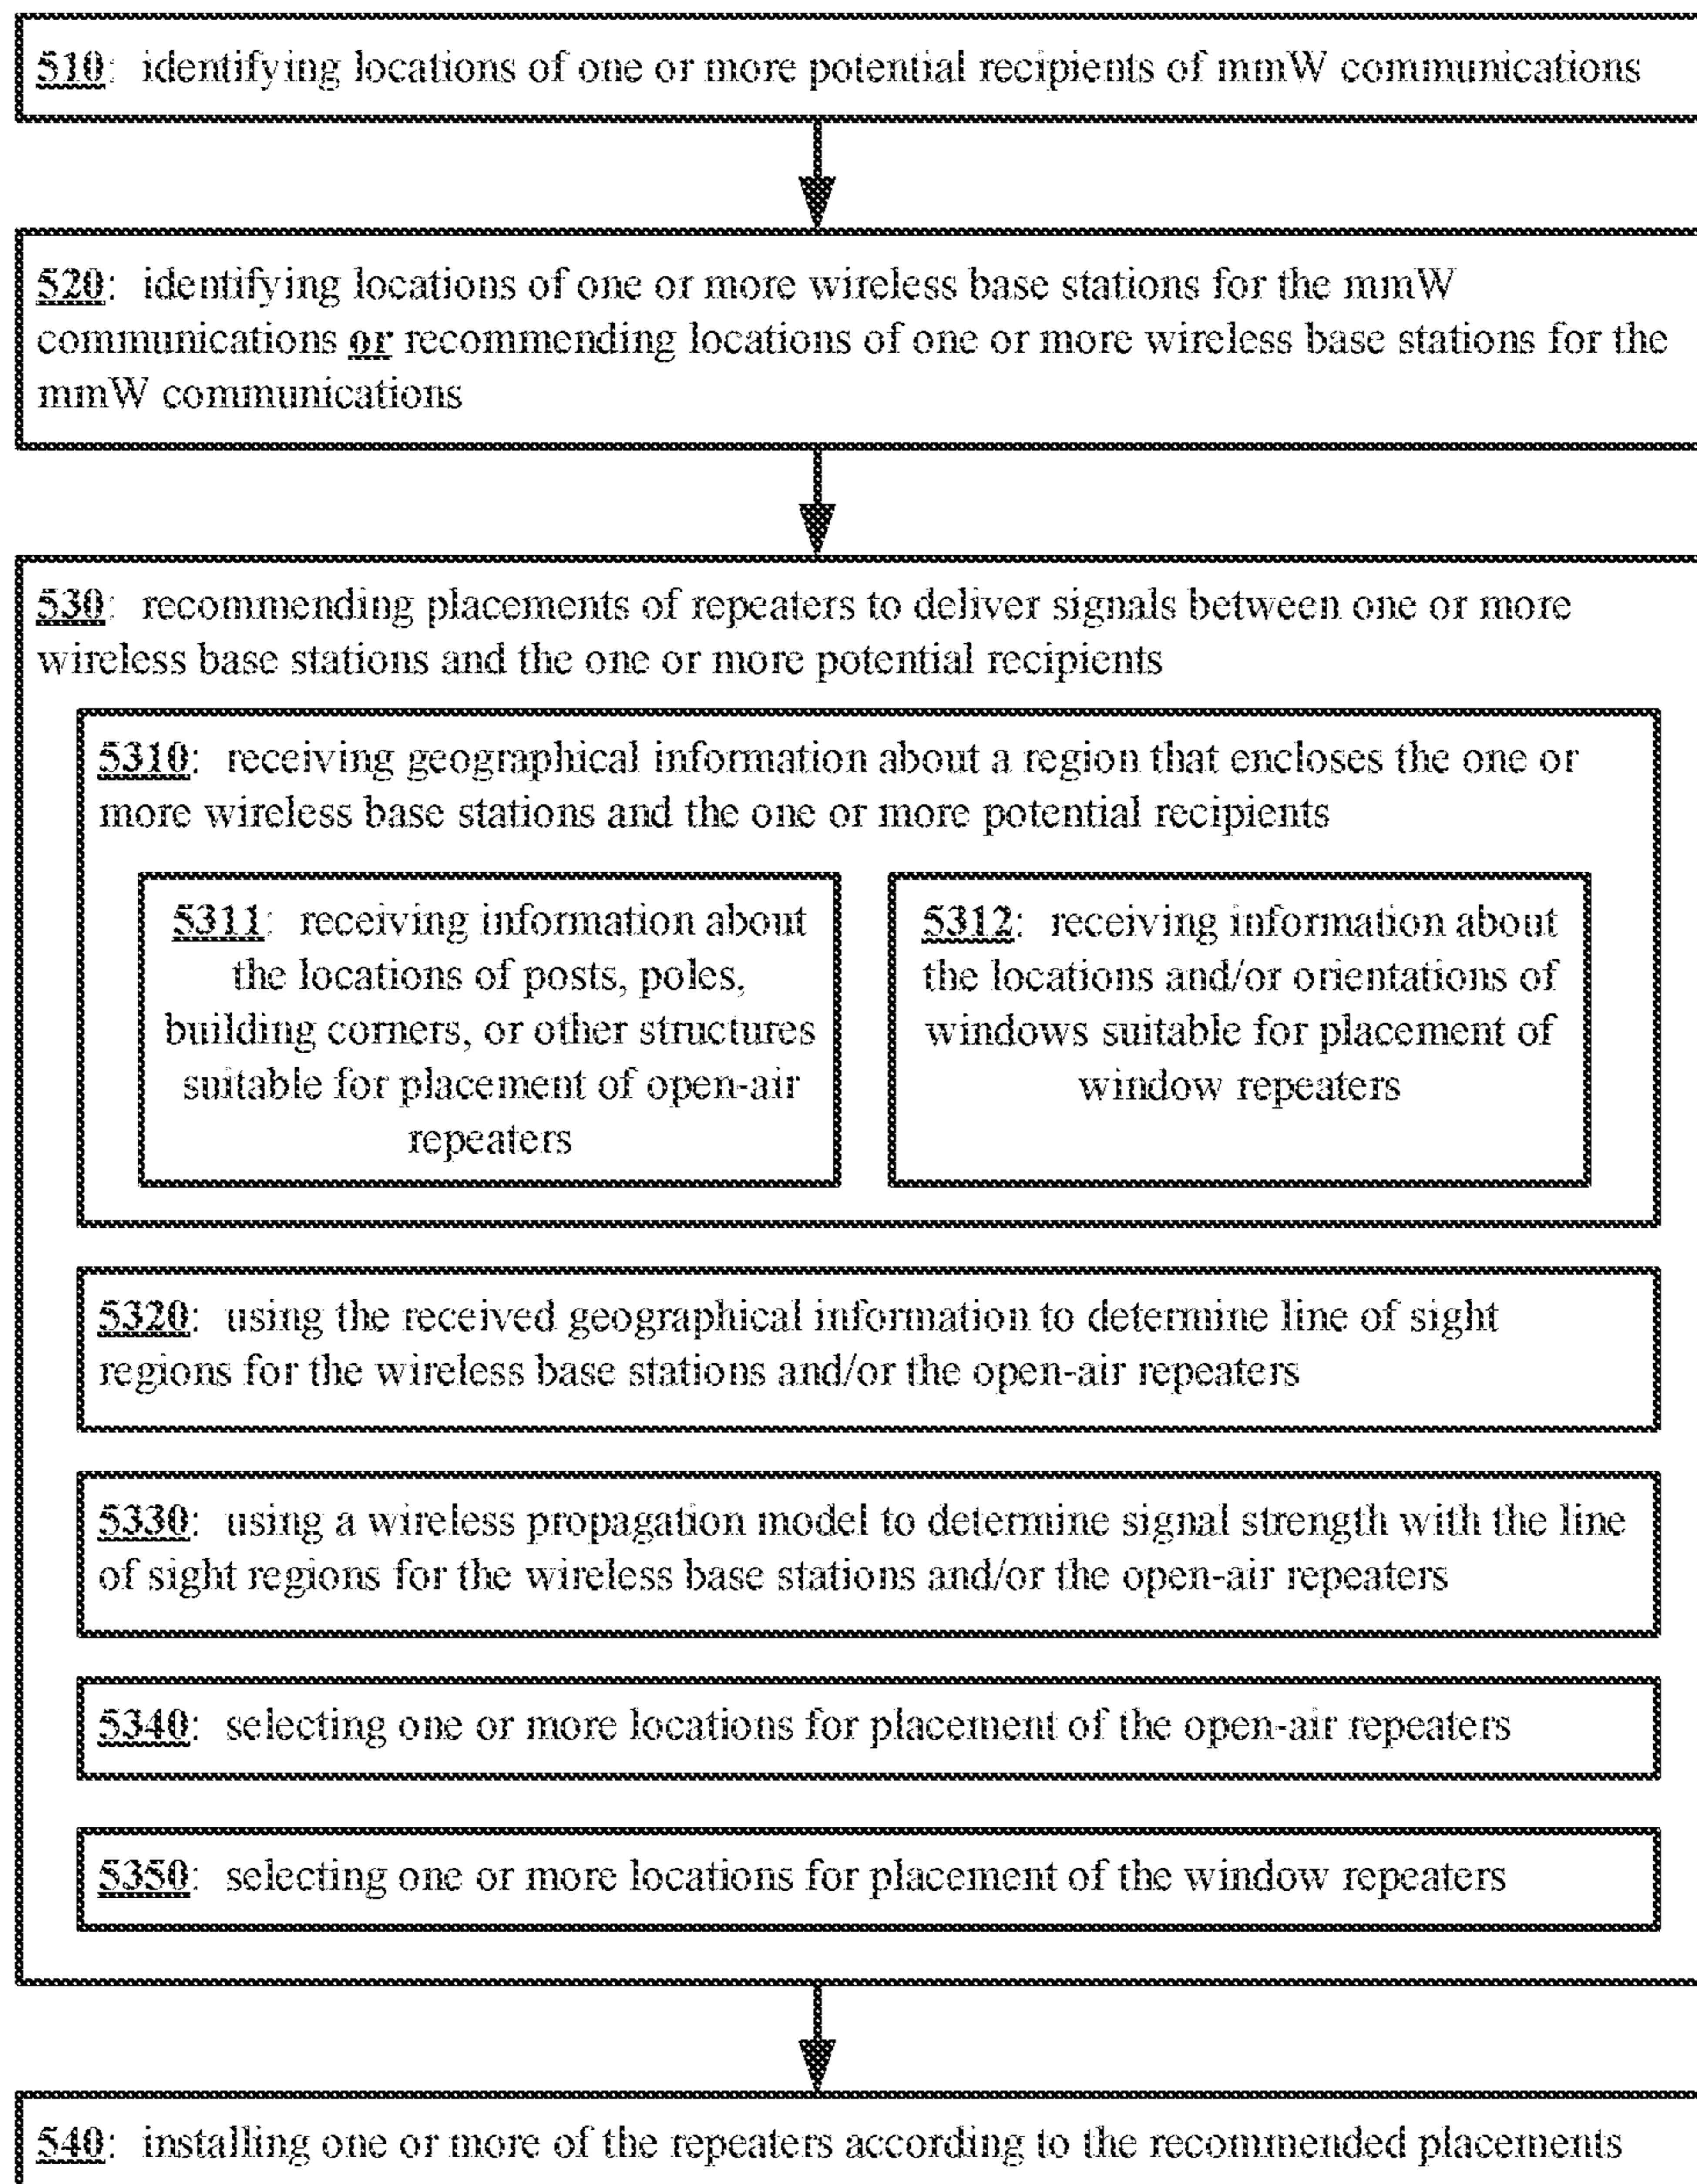 510: identifying locations of one or more potential recipients of mmW communications
520: identifying locations of one or more wireless base stations for the mmW
communications or recommending locations of one or more wireless base stations for the
mmW communications
530: recommending placements of repeaters to deliver signals between one or more
wireless base stations and the one or more potential recipients
5310: receiving geographical information about a region that encloses the one or
more wireless base stations and the one or more potential recipients
5311: receiving information about
the locations of posts, poles,
building corners, or other structures
suitable for placement of open-air
repeaters
5312: receiving information about
the locations and/or orientations of
windows suitable for placement of
window repeaters
5320: using the received geographical information to determine line of sight
regions for the wireless base stations and/or the open-air repeaters
5330: using a wireless propagation model to determine signal strength with the line
of sight regions for the wireless base stations and/or the open-air repeaters
5340: selecting one or more locations for placement of the open-air repeaters
5350: selecting one or more locations for placement of the window repeaters
540: installing one or more of the repeaters according to the recommended placements